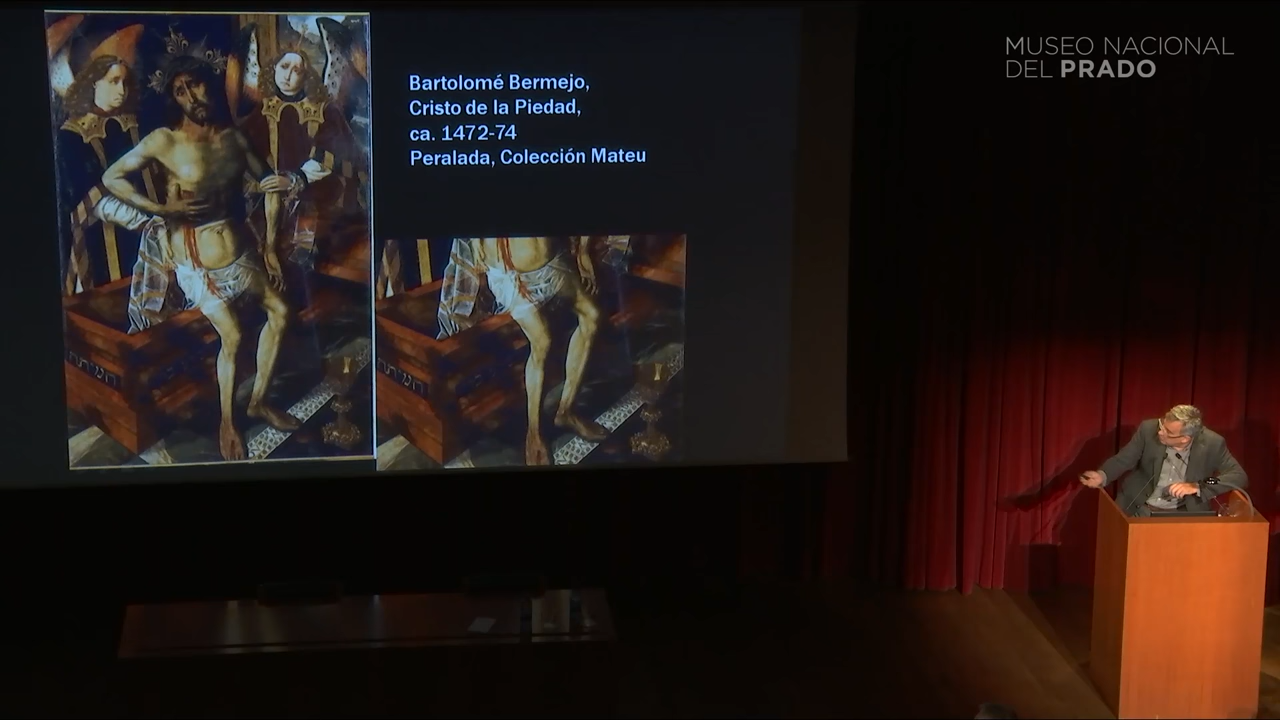 MUSEO NACIONAL
DEL PRADO
Bartolomé Bermejo,
Cristo de la Piedad,
ca. 1472-74
Peralada, Colección Mateu